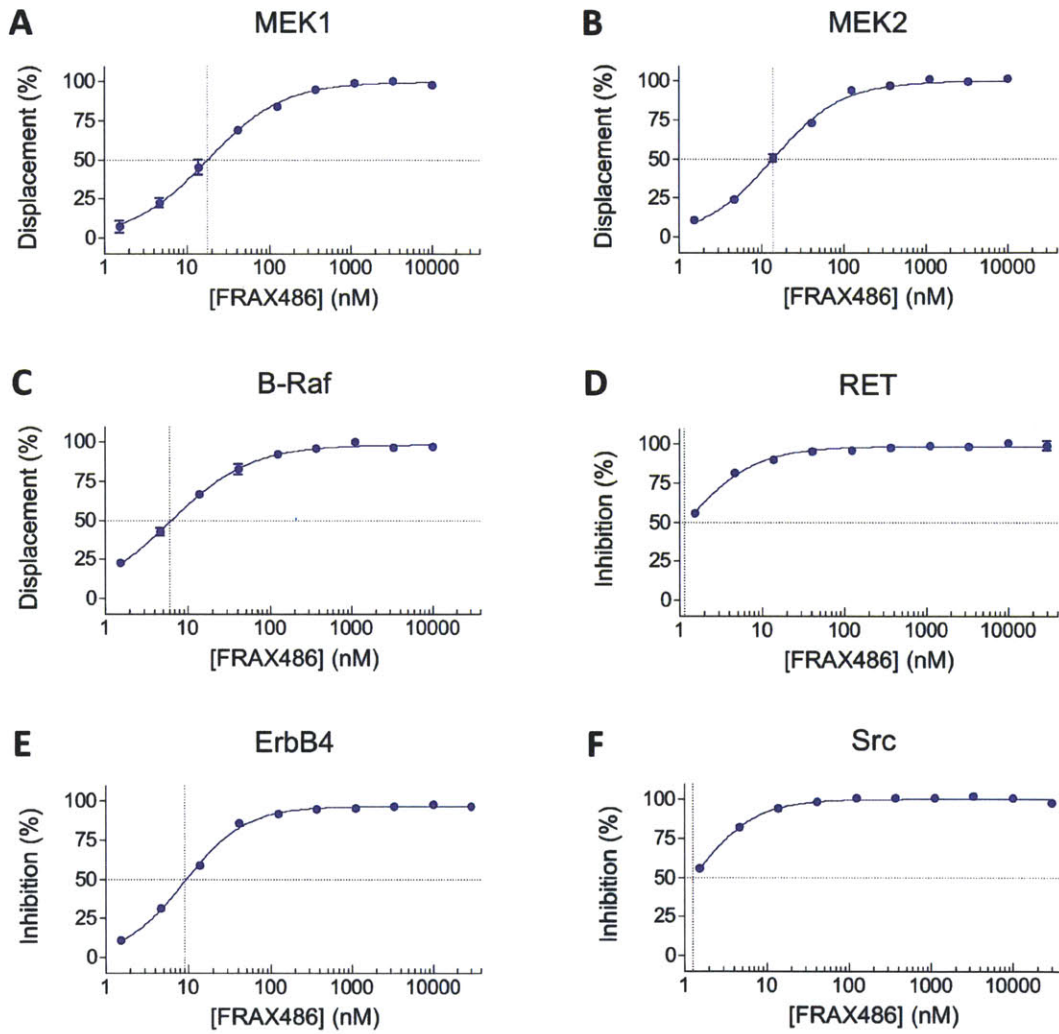 A
MEK1
Displacement (%)
100
75
50
25
0
1
10
100
1000
10000
[FRAX486] (nM)
B
MEK2
Displacement (%)
100
75
50
25
0
1
10
100
1000
10000
[FRAX486] (nM)
C
B-Raf
Displacement (%)
100
75
50
25
0
1
10
100
1000
10000
[FRAX486] (nM)
D
RET
Inhibition (%)
100
75
50
25
0
1
10
100
1000
10000
[FRAX486] (nM)
E
ErbB4
Inhibition (%)
100
75
50
25
0
1
10
100
1000
10000
[FRAX486] (nM)
F
Src
Inhibition (%)
100
75
50
25
0
1
10
100
1000
10000
[FRAX486] (nM)